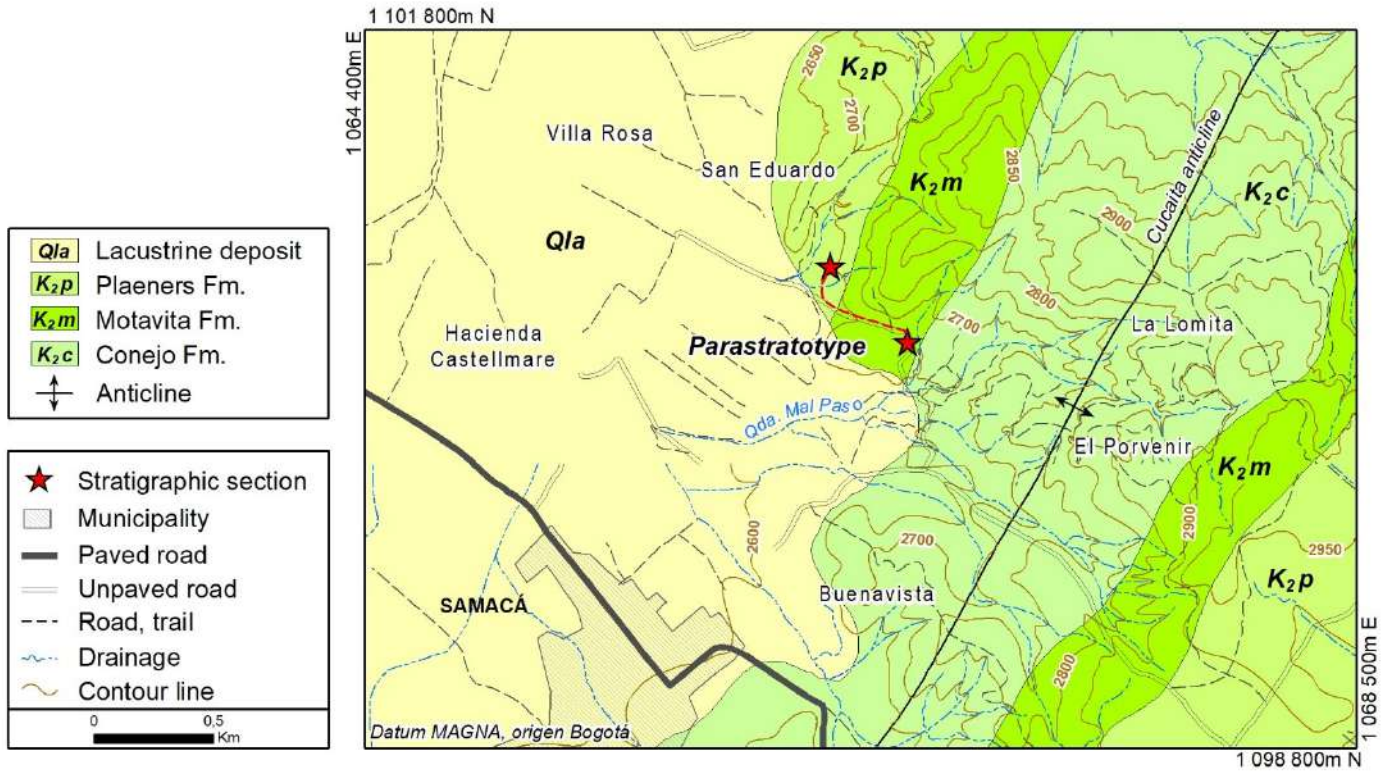 1 101 800m N
1 064 400m E
Qla Lacustrine deposit
K2p Plaeners Fm.
K2m Motavita Fm.
K2c Conejo Fm.
Anticline
Stratigraphic section
Municipality
Paved road
Unpaved road
Road, trail
Drainage
Contour line
0 0,5
Km
2650
K2p
2700
Villa Rosa
San Eduardo
K2m
2850
Cucaita anticline
K2c
2900
Qla
2800
2700
La Lomita
Hacienda
Castellmare
Parastratotype
Qda. Mal Paso
El Porvenir
K2m
2600
2700
2900
2950
K2p
Buenavista
SAMACÁ
2800
Datum MAGNA, origen Bogotá
1 068 500m E
1 098 800m N